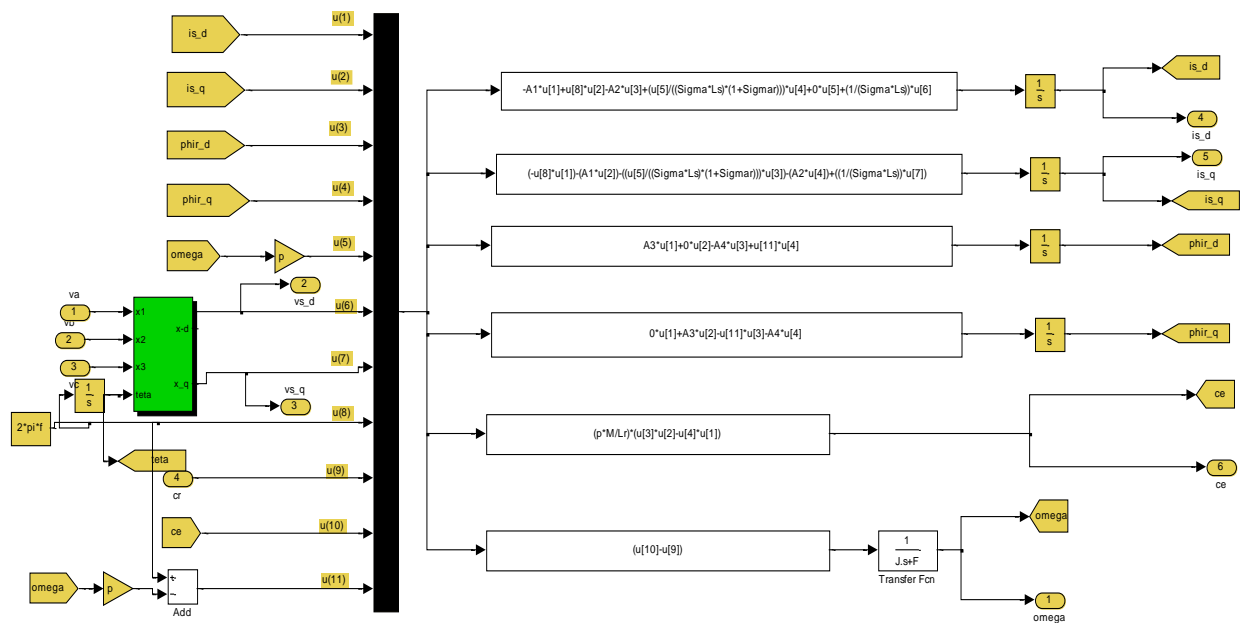 is_d
u(1)
is_q
u(2)
phir_d
u(3)
phir_q
u(4)
omega
p
u(5)
2
vs_d
va
1
vb
2
3
vc
x1
x2
x3
teta
x-d
x_q
u(6)
u(7)
vs_q
3
1
s
2*pi*f
u(8)
teta
4
cr
u(9)
ce
u(10)
omega
p
+
−
Add
u(11)
-A1*u[1]+u[8]*u[2]-A2*u[3]+(u[5]/((Sigma*Ls)*(1+Sigmar)))*u[4]+0*u[5]+(1/(Sigma*Ls))*u[6]
1
s
is_d
4
is_d
(-u[8]*u[1])-(A1*u[2])-((u[5]/((Sigma*Ls)*(1+Sigmar)))*u[3])-(A2*u[4])+((1/(Sigma*Ls))*u[7])
1
s
5
is_q
is_q
A3*u[1]+0*u[2]-A4*u[3]+u[11]*u[4]
1
s
phir_d
0*u[1]+A3*u[2]-u[11]*u[3]-A4*u[4]
1
s
phir_q
(p*M/Lr)*(u[3]*u[2]-u[4]*u[1])
ce
6
ce
(u[10]-u[9])
1
J.s+F
Transfer Fcn
omega
1
omega